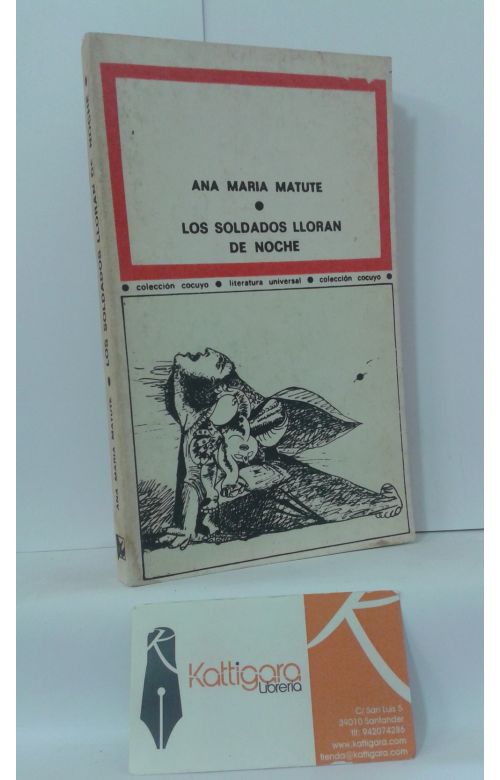 ANA MARIA MATUTE
LOS SOLDADOS LLORAN
DE NOCHE
colección cocuyo ● literatura universal ● colección cocuyo
ANA MARIA MATUTE ● LOS SOLDADOS LLORAN DE NOCHE
Kattigara
Librería
C/ San Luis 5
39010 Santander
tlf: 942074286
www.kattigara.com
tienda@kattigara.com